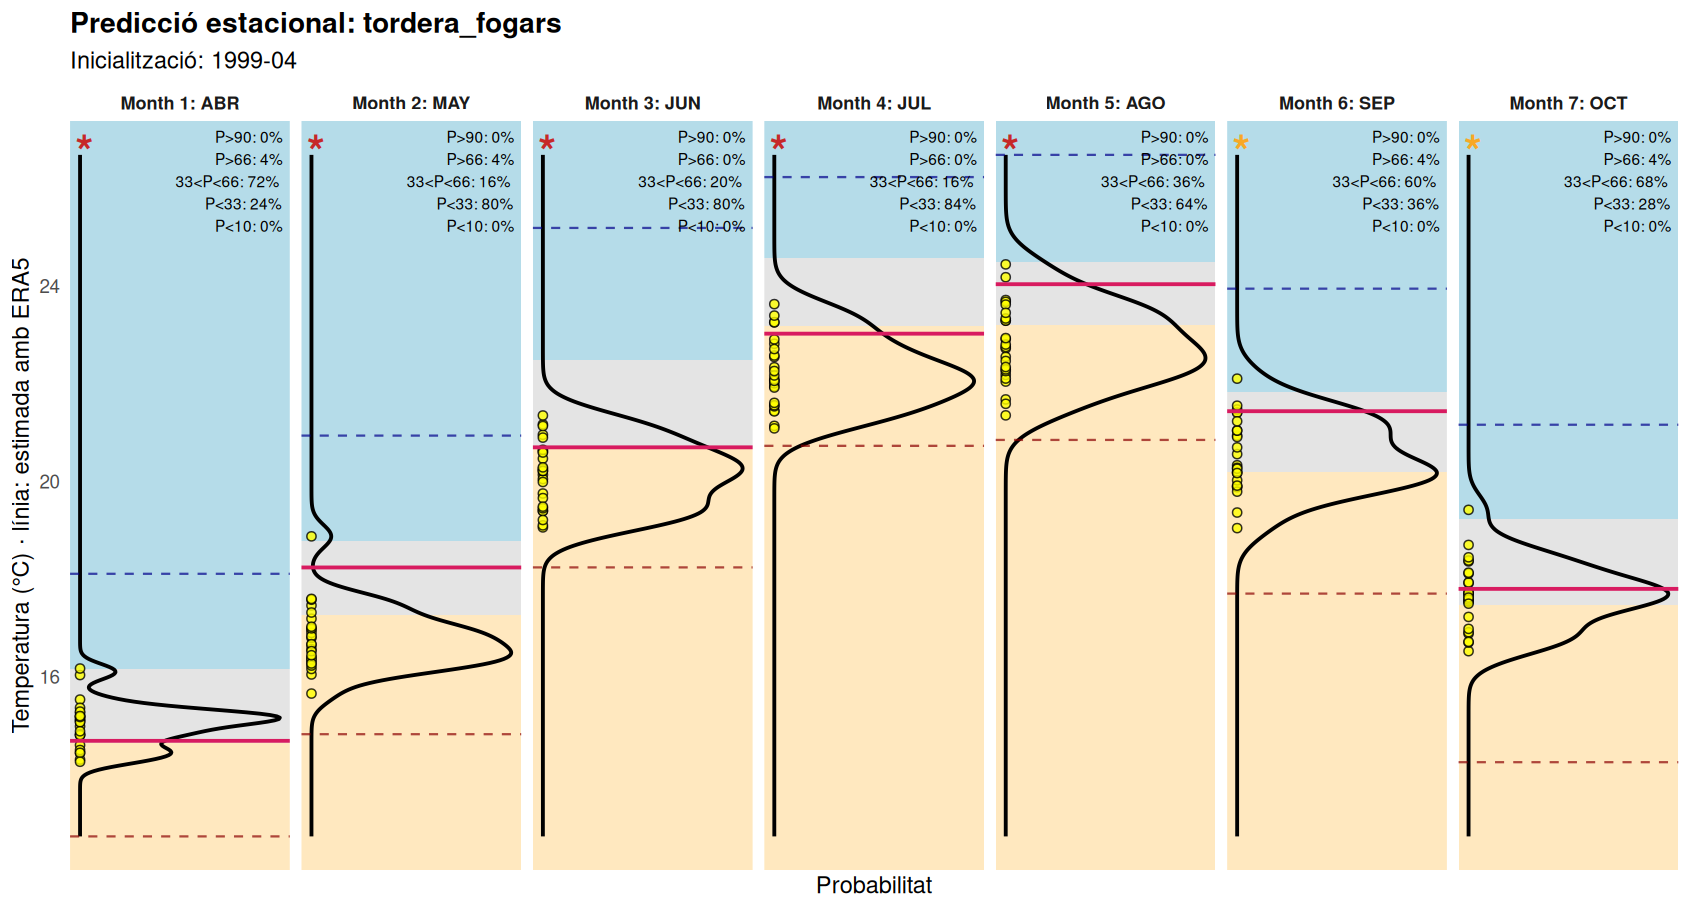 Predicció estacional: tordera_fogars
Inicialització: 1999-04
Month 1: ABR
P>90: 0%
P>66: 4%
33<P<66: 72%
P<33: 24%
P<10: 0%
Month 2: MAY
P>90: 0%
P>66: 4%
33<P<66: 16%
P<33: 80%
P<10: 0%
Month 3: JUN
P>90: 0%
P>66: 0%
33<P<66: 20%
P<33: 80%
P<10: 0%
Month 4: JUL
P>90: 0%
P>66: 0%
33<P<66: 16%
P<33: 84%
P<10: 0%
Month 5: AGO
P>90: 0%
P>66: 0%
33<P<66: 36%
P<33: 64%
P<10: 0%
Month 6: SEP
P>90: 0%
P>66: 4%
33<P<66: 60%
P<33: 36%
P<10: 0%
Month 7: OCT
P>90: 0%
P>66: 4%
33<P<66: 68%
P<33: 28%
P<10: 0%
Temperatura (°C) · línia: estimada amb ERA5
24
20
16
Probabilitat